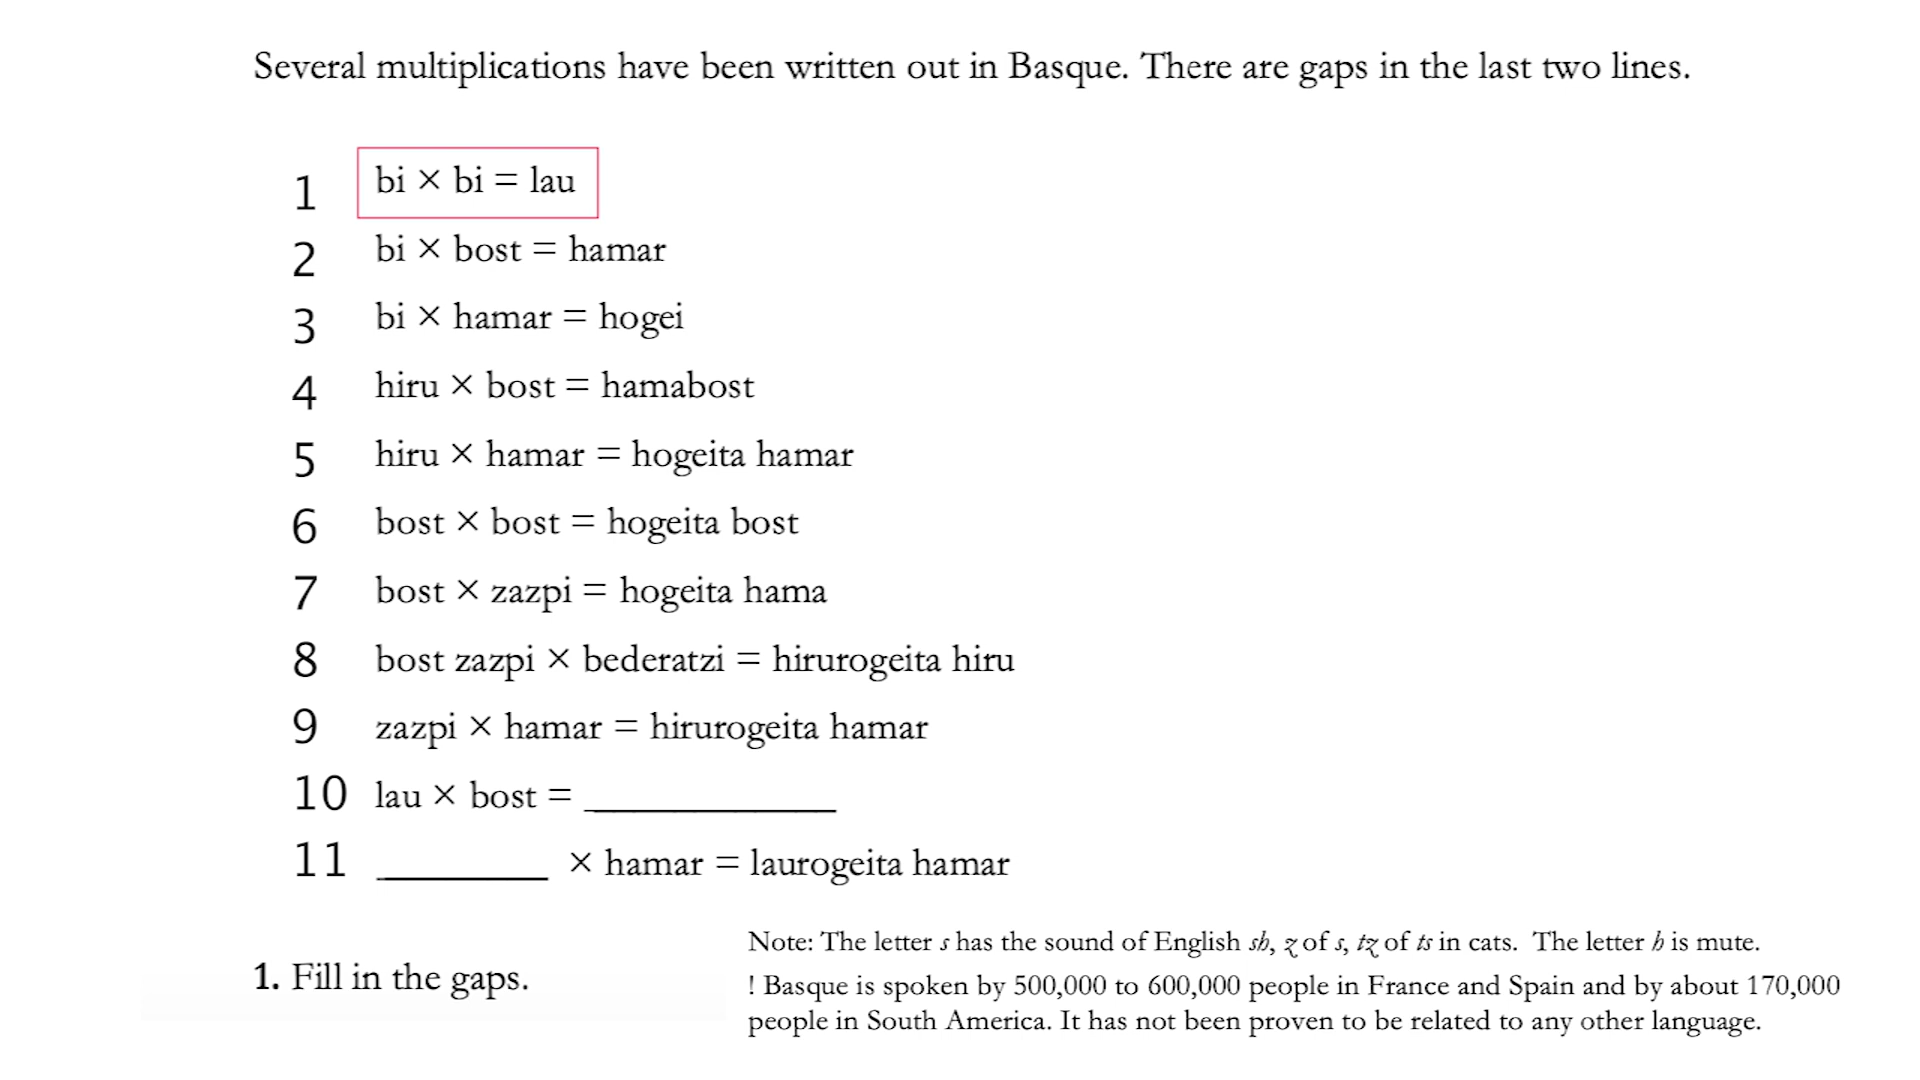 Several multiplications have been written out in Basque. There are gaps in the last two lines.
1 bi × bi = lau
2 bi × bost = hamar
3 bi × hamar = hogei
4 hiru × bost = hamabost
5 hiru × hamar = hogeita hamar
6 bost × bost = hogeita bost
7 bost × zazpi = hogeita hama
8 bost zazpi × bederatzi = hirurogeita hiru
9 zazpi × hamar = hirurogeita hamar
10 lau × bost = ____________
11 ________ × hamar = laurogeita hamar
1. Fill in the gaps.
Note: The letter s has the sound of English sh, z of s, tz of ts in cats. The letter h is mute.
! Basque is spoken by 500,000 to 600,000 people in France and Spain and by about 170,000
people in South America. It has not been proven to be related to any other language.